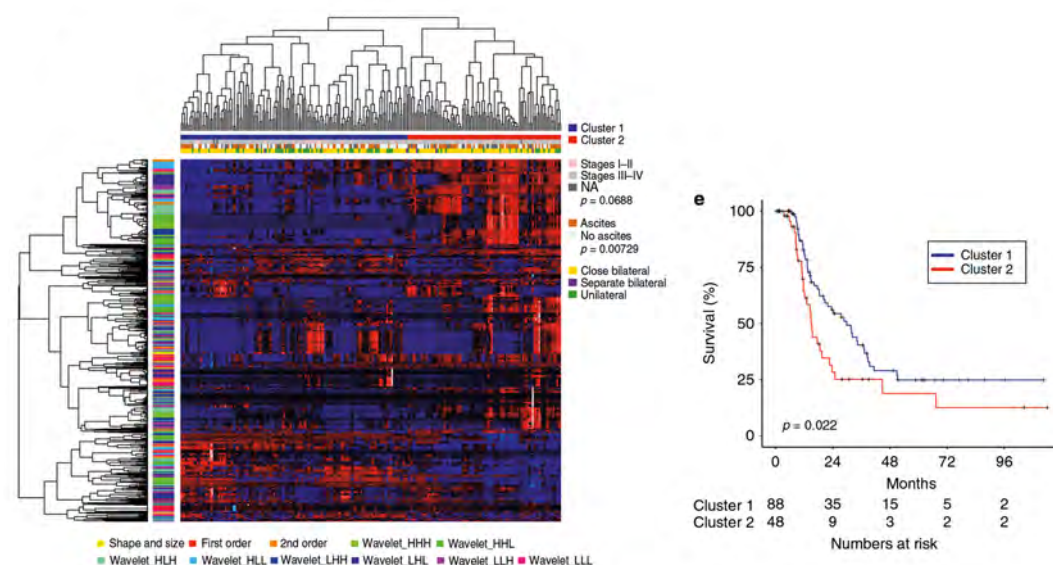 Cluster 1
Cluster 2
Stages I–II
Stages III–IV
NA
p = 0.0688
Ascites
No ascites
p = 0.00729
Close bilateral
Separate bilateral
Unilateral
Shape and size First order 2nd order Wavelet_HHH Wavelet_HHL
Wavelet_HLH Wavelet_HLL Wavelet_LHH Wavelet_LHL Wavelet_LLH Wavelet_LLL
e
100
75
50
25
0
Survival (%)
Cluster 1
Cluster 2
p = 0.022
0 24 48 72 96
Months
Cluster 1 88 35 15 5 2
Cluster 2 48 9 3 2 2
Numbers at risk